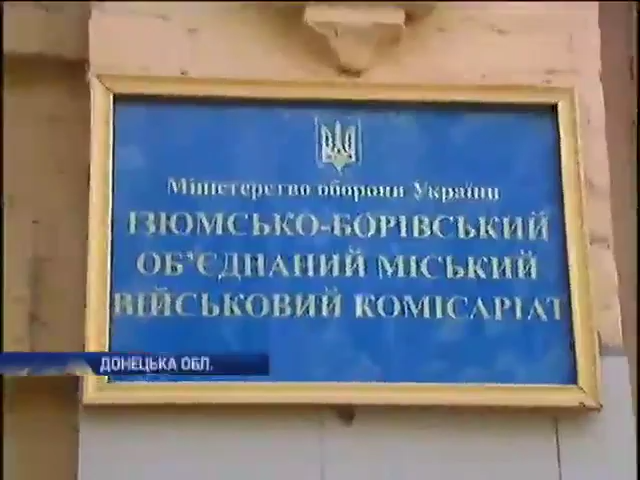 Міністерство оборони України
ІЗЮМСЬКО-БОРІВСЬКИЙ
ОБ'ЄДНАНИЙ МІСЬКИЙ
ВІЙСЬКОВИЙ КОМІСАРІАТ
ДОНЕЦЬКА ОБЛ.